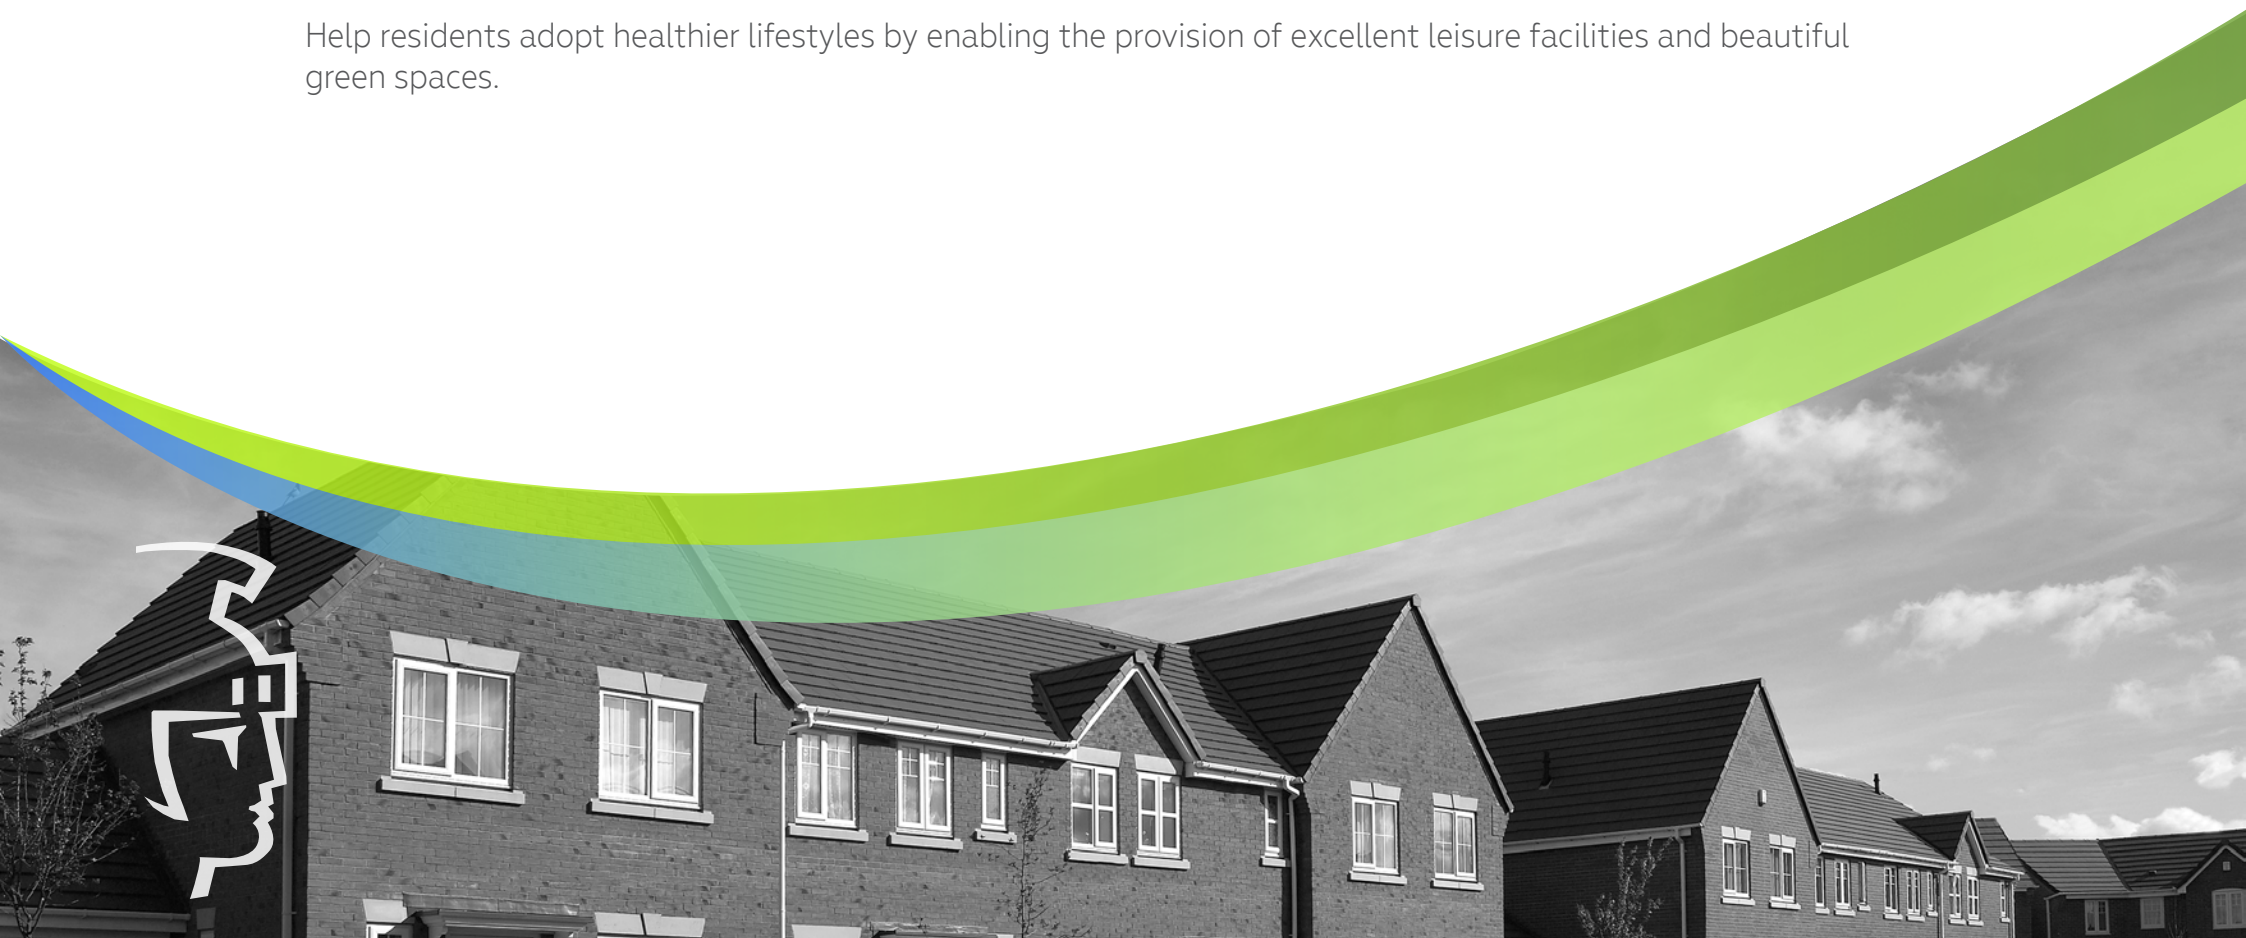 Help residents adopt healthier lifestyles by enabling the provision of excellent leisure facilities and beautiful
green spaces.